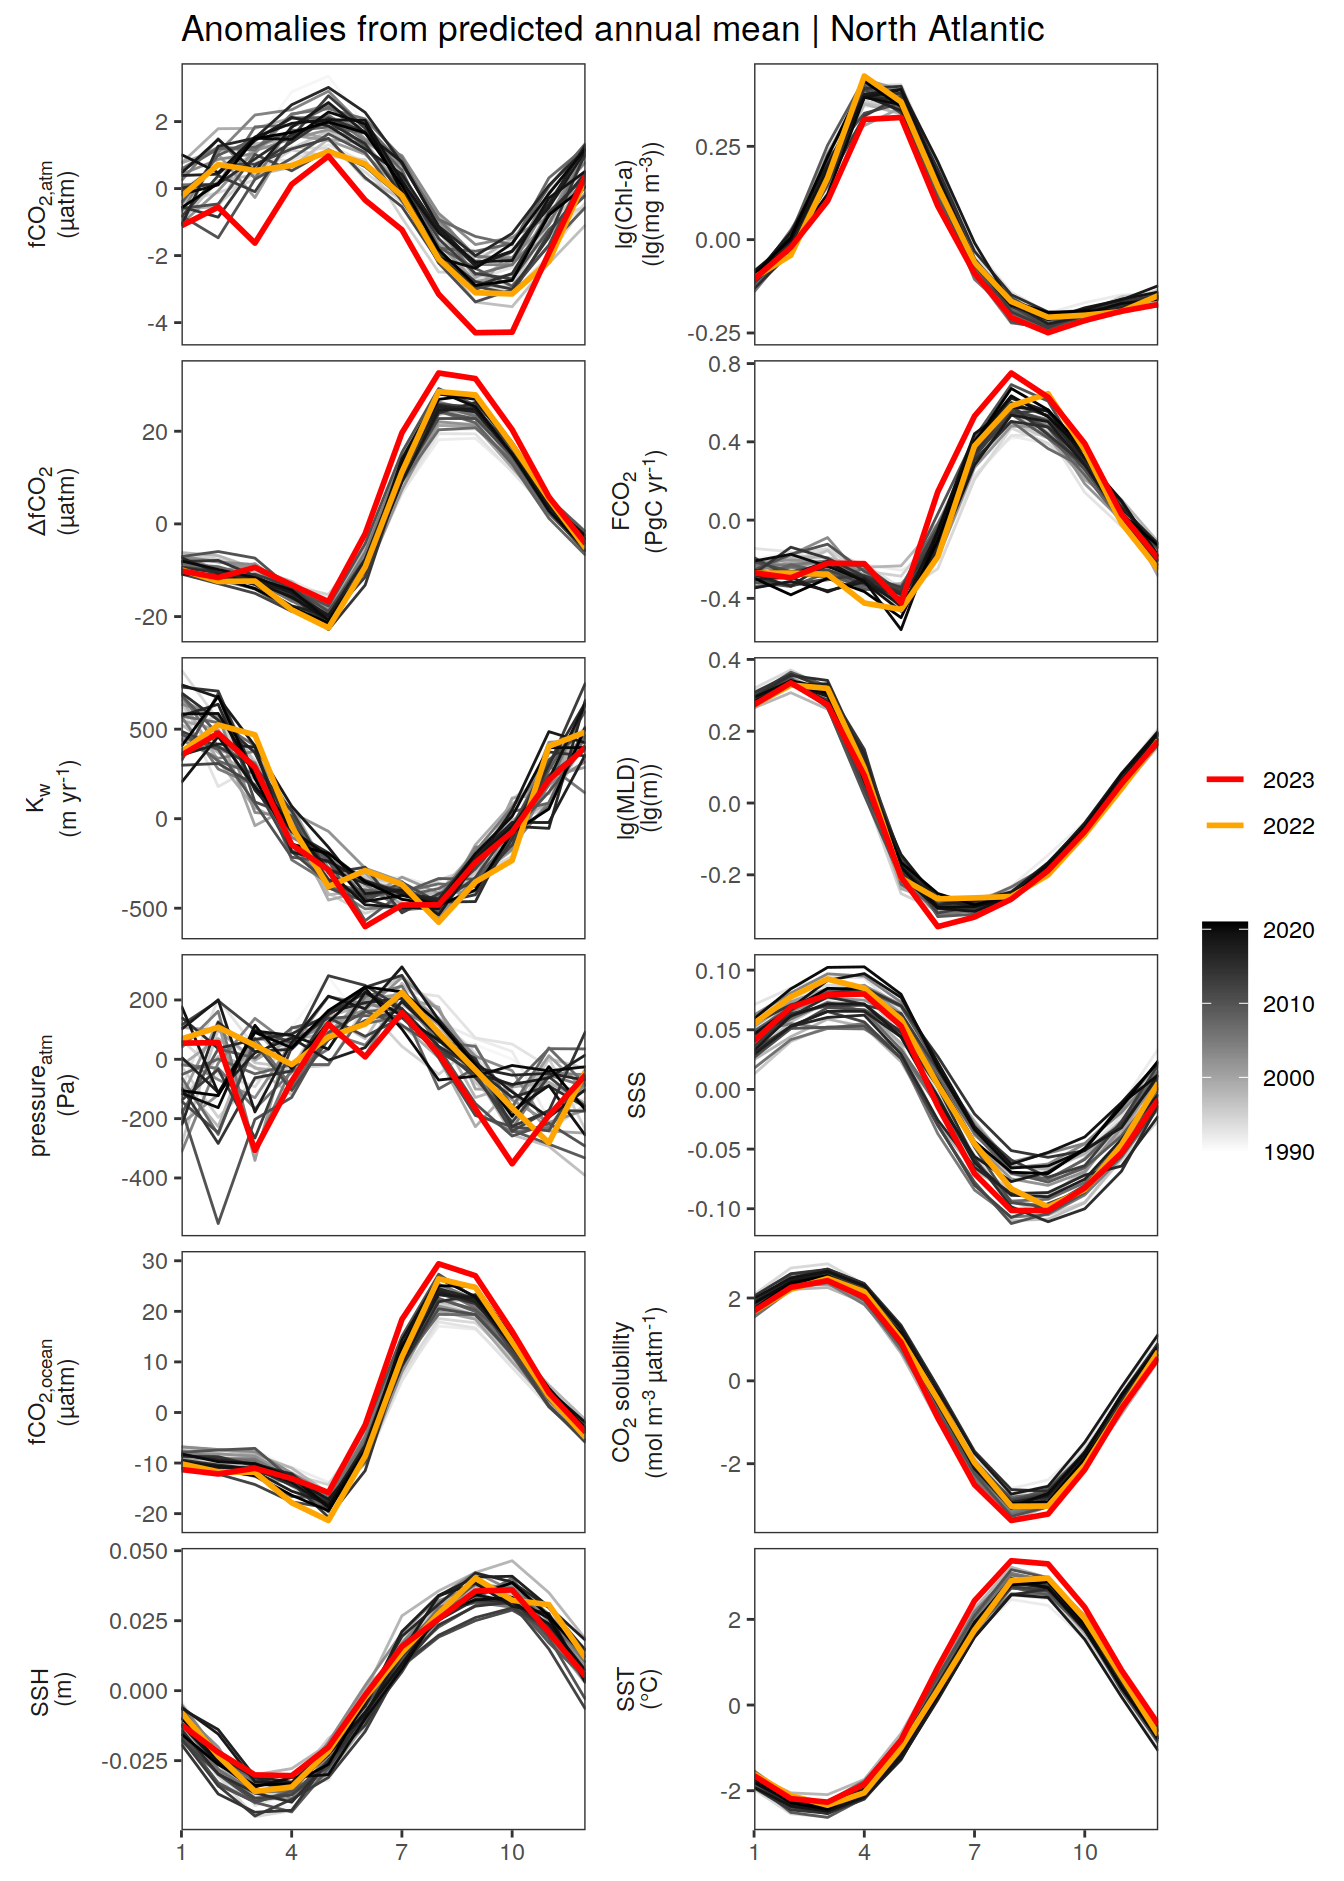 Anomalies from predicted annual mean | North Atlantic
fCO2,atm
(µatm)
2
0
-2
-4
lg(Chl-a)
(lg(mg m-3))
0.25
0.00
-0.25
ΔfCO2
(µatm)
20
0
-20
FCO2
(PgC yr-1)
0.8
0.4
0.0
-0.4
Kw
(m yr-1)
500
0
-500
lg(MLD)
(lg(m))
0.4
0.2
0.0
-0.2
pressureatm
(Pa)
200
0
-200
-400
SSS
0.10
0.05
0.00
-0.05
-0.10
fCO2,ocean
(µatm)
30
20
10
0
-10
-20
CO2 solubility
(mol m-3 µatm-1)
2
0
-2
SSH
(m)
0.050
0.025
0.000
-0.025
1 4 7 10
SST
(°C)
2
0
-2
1 4 7 10
2023
2022
2020
2010
2000
1990